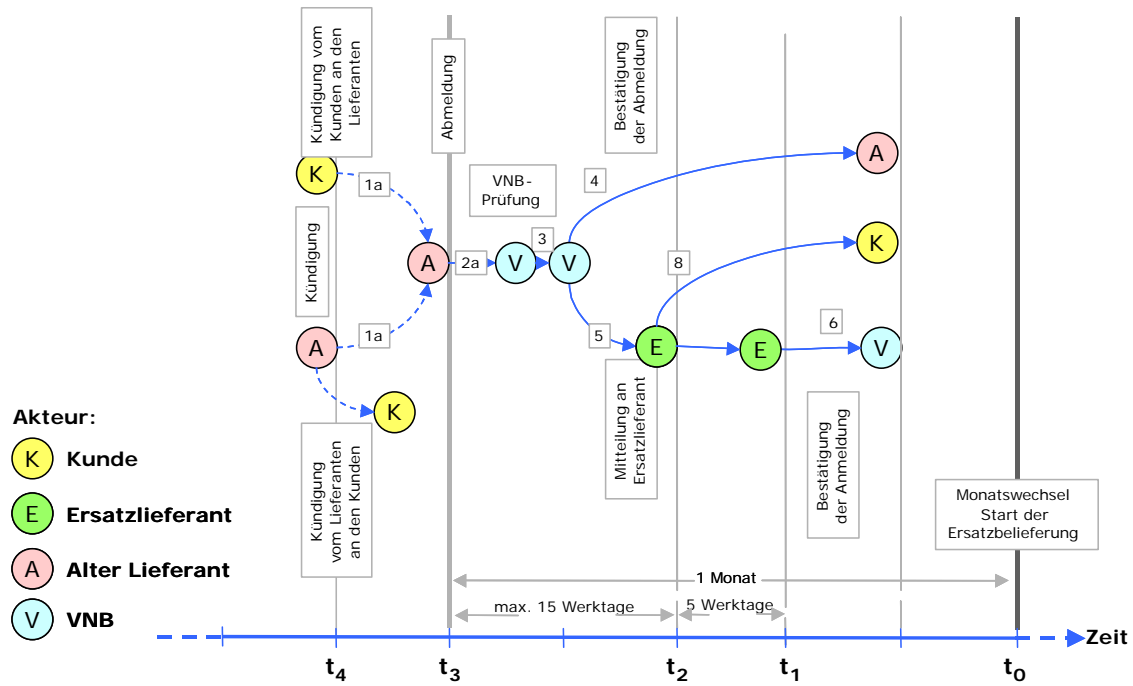 Kündigung vom
Kunden an den
Lieferanten
Abmeldung
Bestätigung
der Abmeldung
K
1a
VNB-
Prüfung
4
A
Kündigung
A
2a
V
3
V
8
K
A
1a
5
E
E
6
V
K
Kündigung
vom Lieferanten
an den Kunden
Mitteilung an
Ersatzlieferant
Bestätigung
der Anmeldung
Monatswechsel
Start der
Ersatzbelieferung
Akteur:
K Kunde
E Ersatzlieferant
A Alter Lieferant
V VNB
1 Monat
max. 15 Werktage
5 Werktage
Zeit
t4
t3
t2
t1
t0